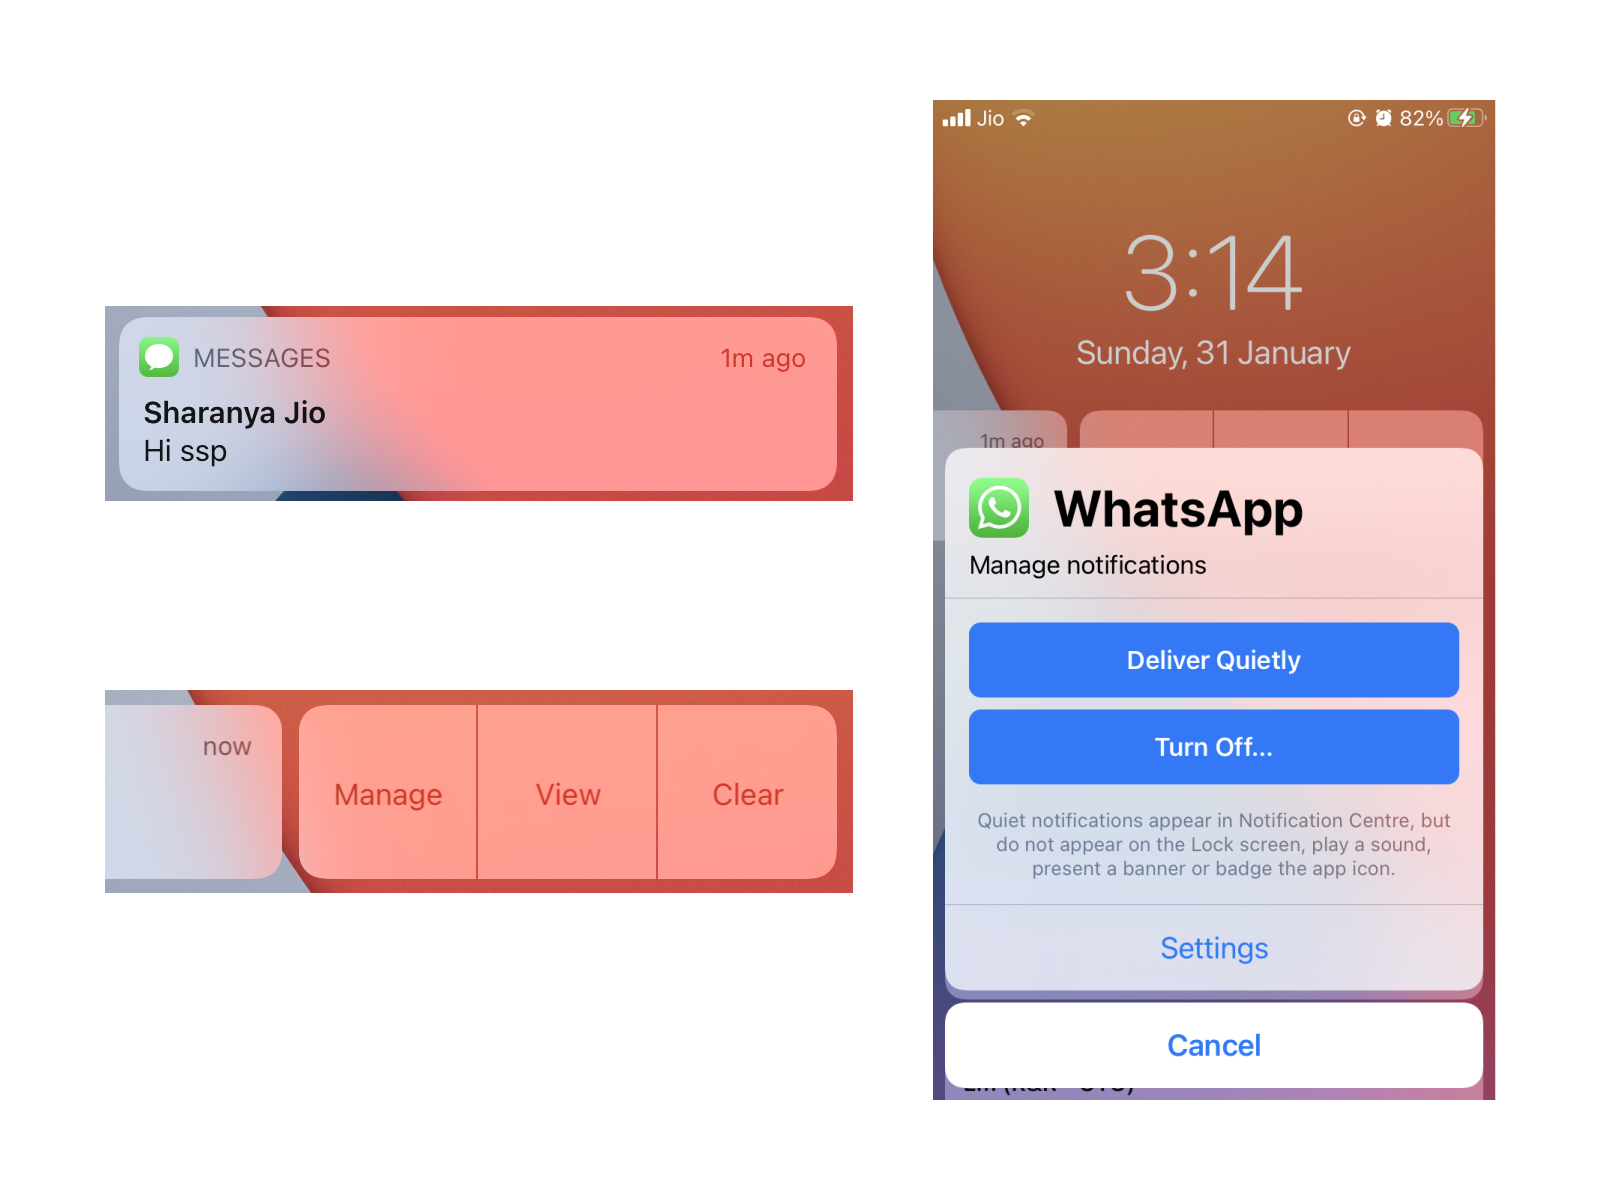 MESSAGES
1m ago
Sharanya Jio
Hi ssp
now
Manage
View
Clear
Jio
82%
3:14
Sunday, 31 January
1m ago
WhatsApp
Manage notifications
Deliver Quietly
Turn Off...
Quiet notifications appear in Notification Centre, but
do not appear on the Lock screen, play a sound,
present a banner or badge the app icon.
Settings
Cancel